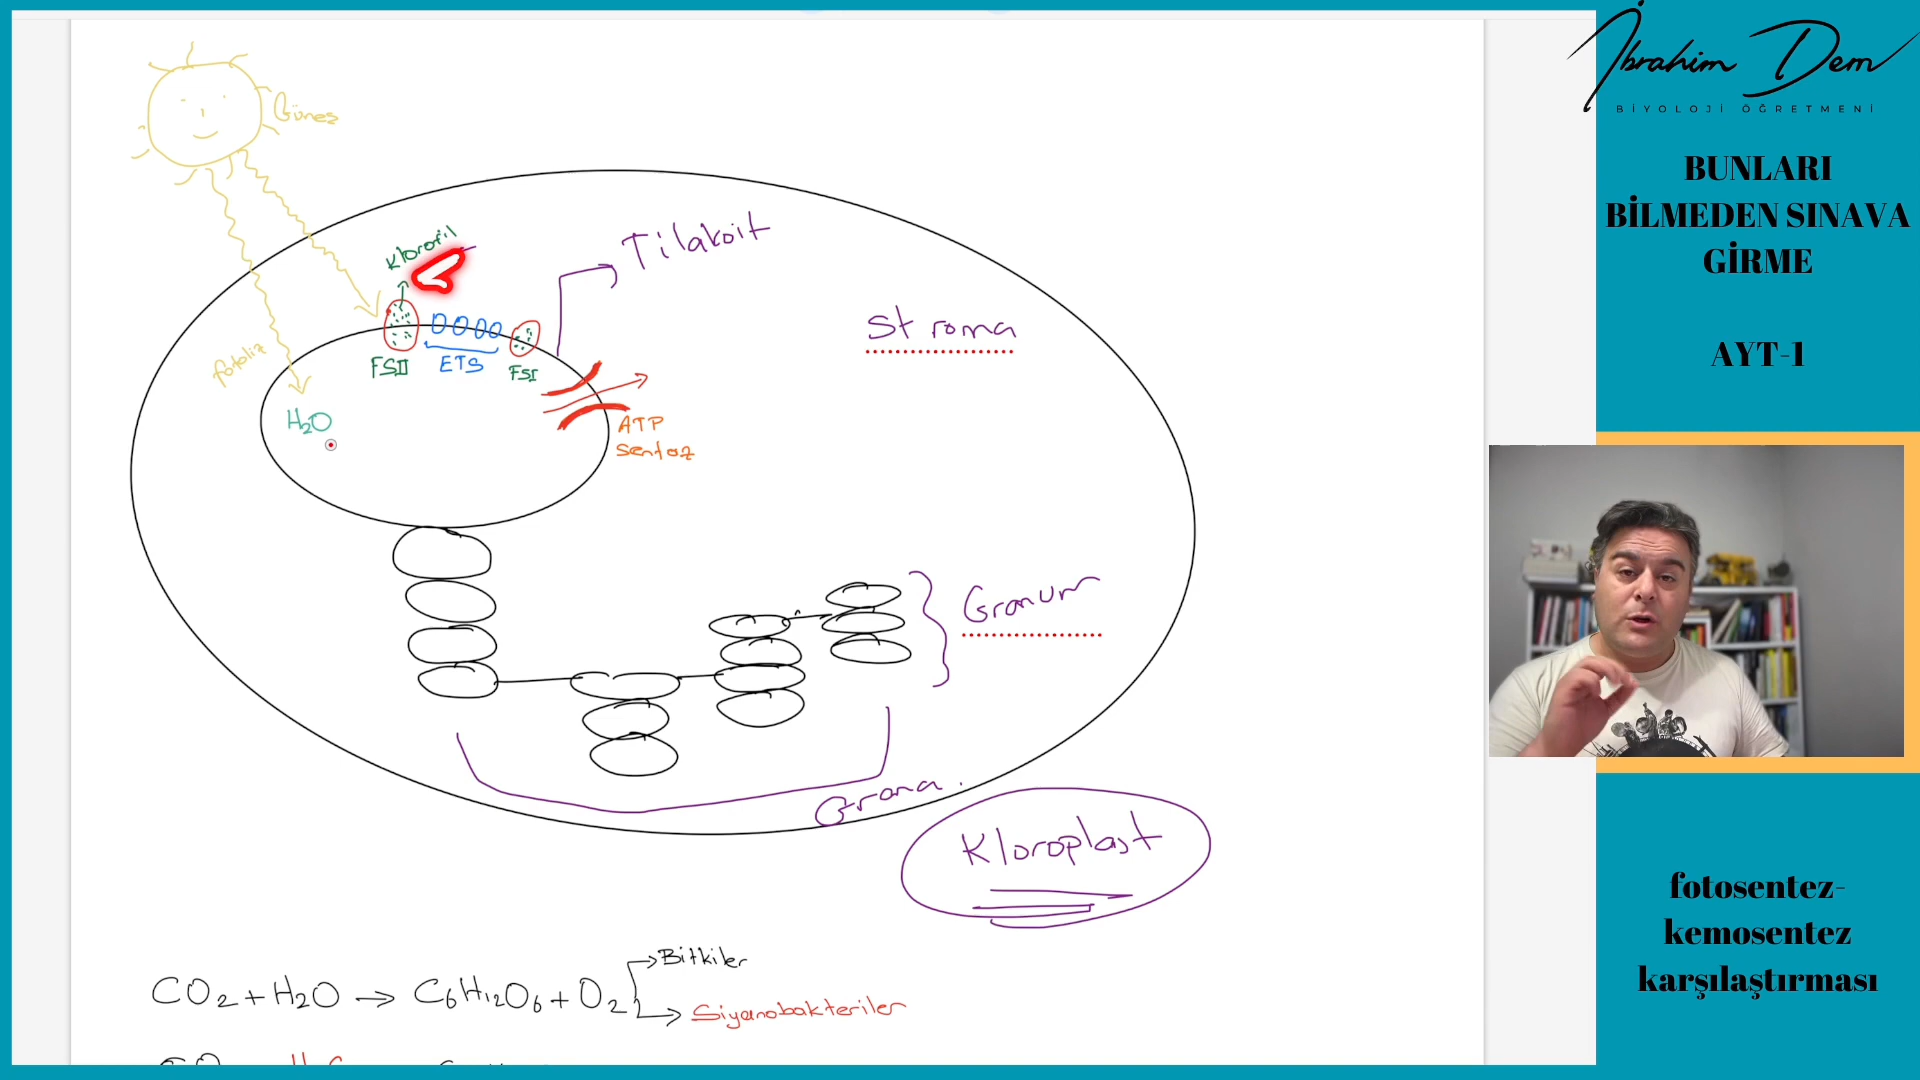 Güneş
Klorofil
Tilakoit
Stroma
fotoliz
FSII
ETS
FSI
H₂O
ATP
sentaz
Granum
Grana
Kloroplast
CO₂ + H₂O → C₆H₁₂O₆ + O₂
Bitkiler
Siyanobakteriler
İbrahim Dem
BİYOLOJİ ÖĞRETMENİ
BUNLARI
BİLMEDEN SINAVA
GİRME
AYT-1
fotosentez-
kemosentez
karşılaştırması